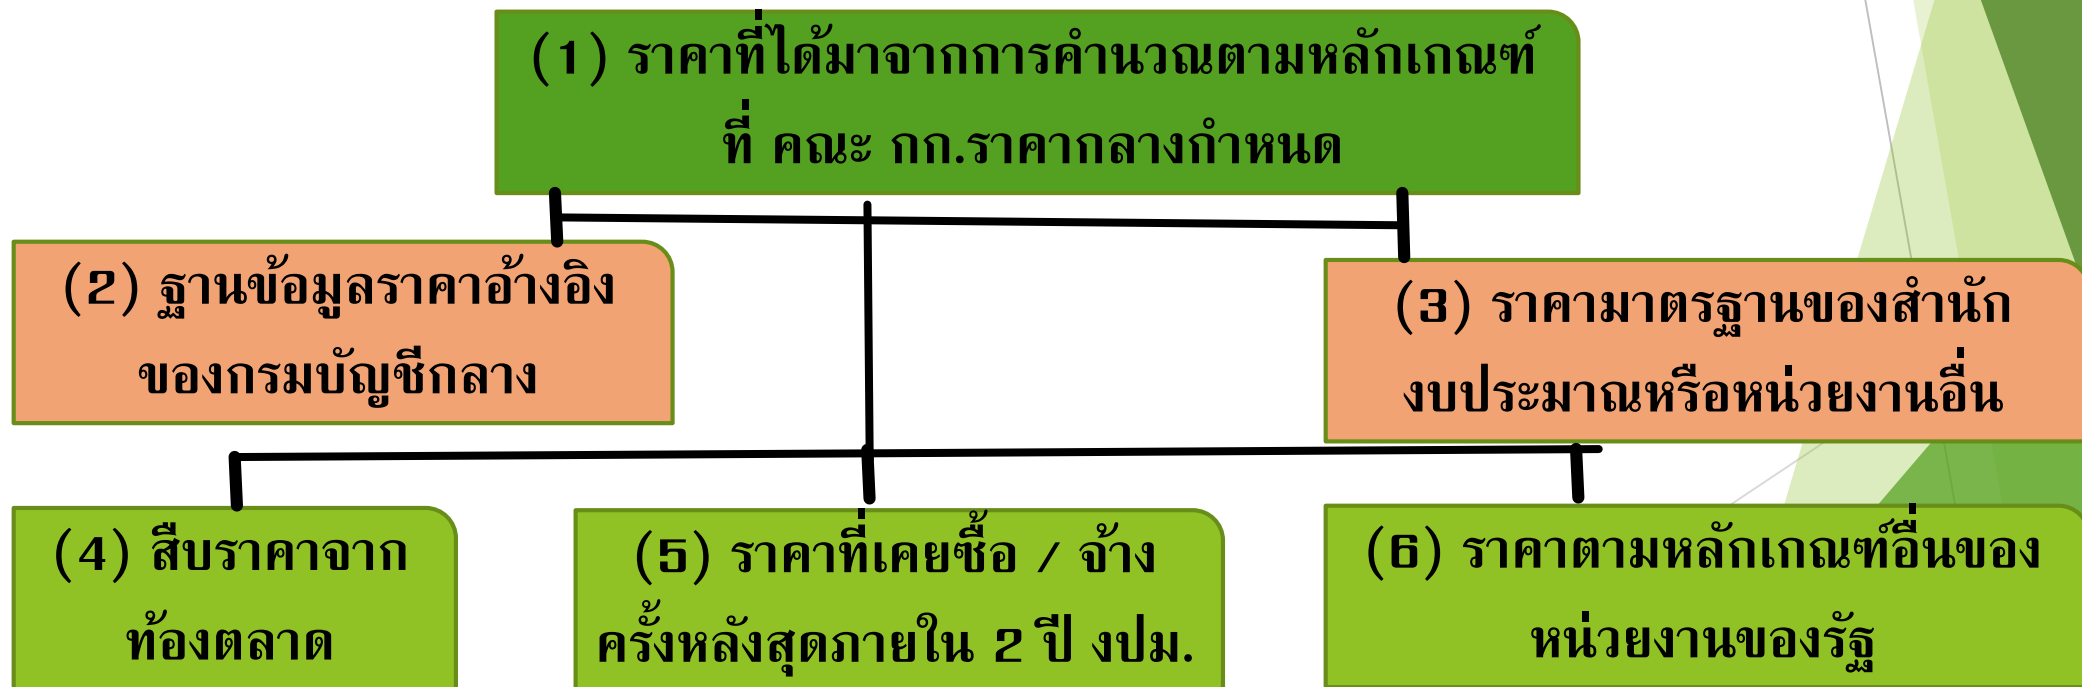 (1) ราคาที่ได้มาจากการคำนวณตามหลักเกณฑ์
ที่ คณะ กก.ราคากลางกำหนด
(2) ฐานข้อมูลราคาอ้างอิง
ของกรมบัญชีกลาง
(3) ราคามาตรฐานของสำนัก
งบประมาณหรือหน่วยงานอื่น
(4) สืบราคาจาก
ท้องตลาด
(5) ราคาที่เคยซื้อ / จ้าง
ครั้งหลังสุดภายใน 2 ปี งปม.
(6) ราคาตามหลักเกณฑ์อื่นของ
หน่วยงานของรัฐ